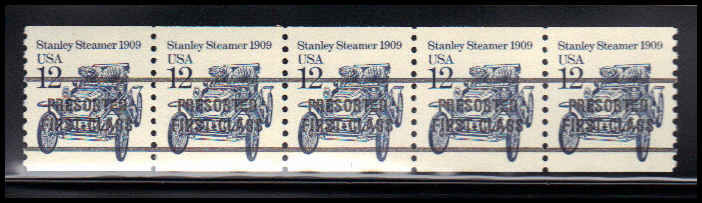 Stanley Steamer 1909 Stanley Steamer 1909 Stanley Steamer 1909 Stanley Steamer 1909 Stanley Steamer 1909
USA USA USA USA USA
12 12 12 12 12
PRESORTED PRESORTED PRESORTED PRESORTED PRESORTED
FIRST-CLASS FIRST-CLASS FIRST-CLASS FIRST-CLASS FIRST-CLASS